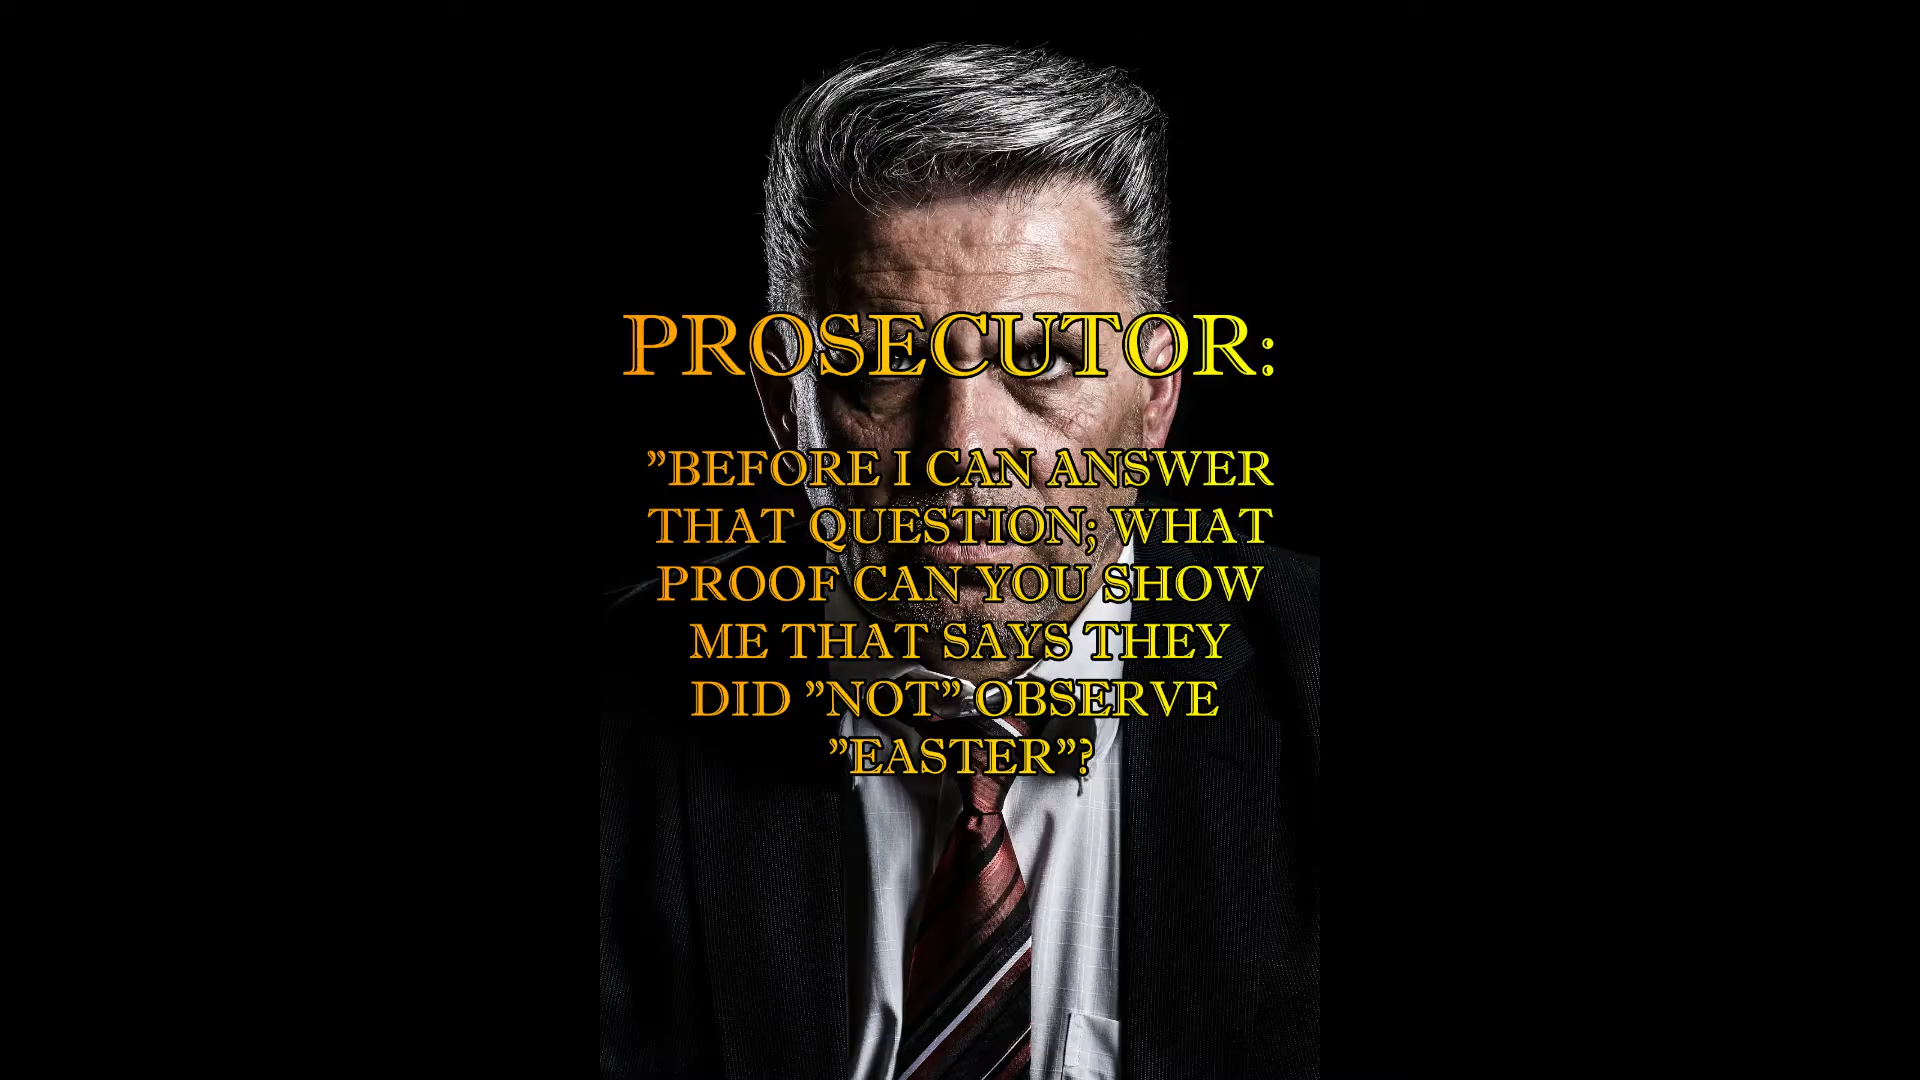 PROSECUTOR:
”BEFORE I CAN ANSWER
THAT QUESTION; WHAT
PROOF CAN YOU SHOW
ME THAT SAYS THEY
DID ”NOT” OBSERVE
”EASTER”?